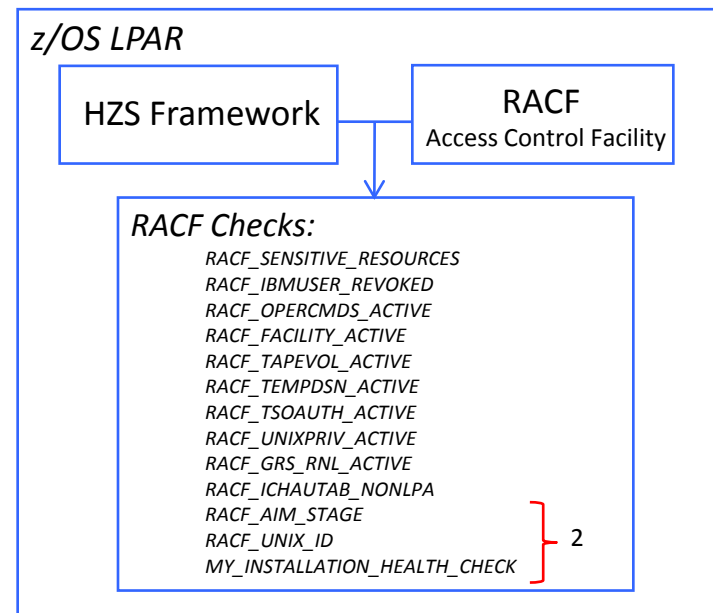 z/OS LPAR
HZS Framework
RACF
Access Control Facility
RACF Checks:
RACF_SENSITIVE_RESOURCES
RACF_IBMUSER_REVOKED
RACF_OPERCMDS_ACTIVE
RACF_FACILITY_ACTIVE
RACF_TAPEVOL_ACTIVE
RACF_TEMPDSN_ACTIVE
RACF_TSOAUTH_ACTIVE
RACF_UNIXPRIV_ACTIVE
RACF_GRS_RNL_ACTIVE
RACF_ICHAUTAB_NONLPA
RACF_AIM_STAGE
RACF_UNIX_ID
MY_INSTALLATION_HEALTH_CHECK
2